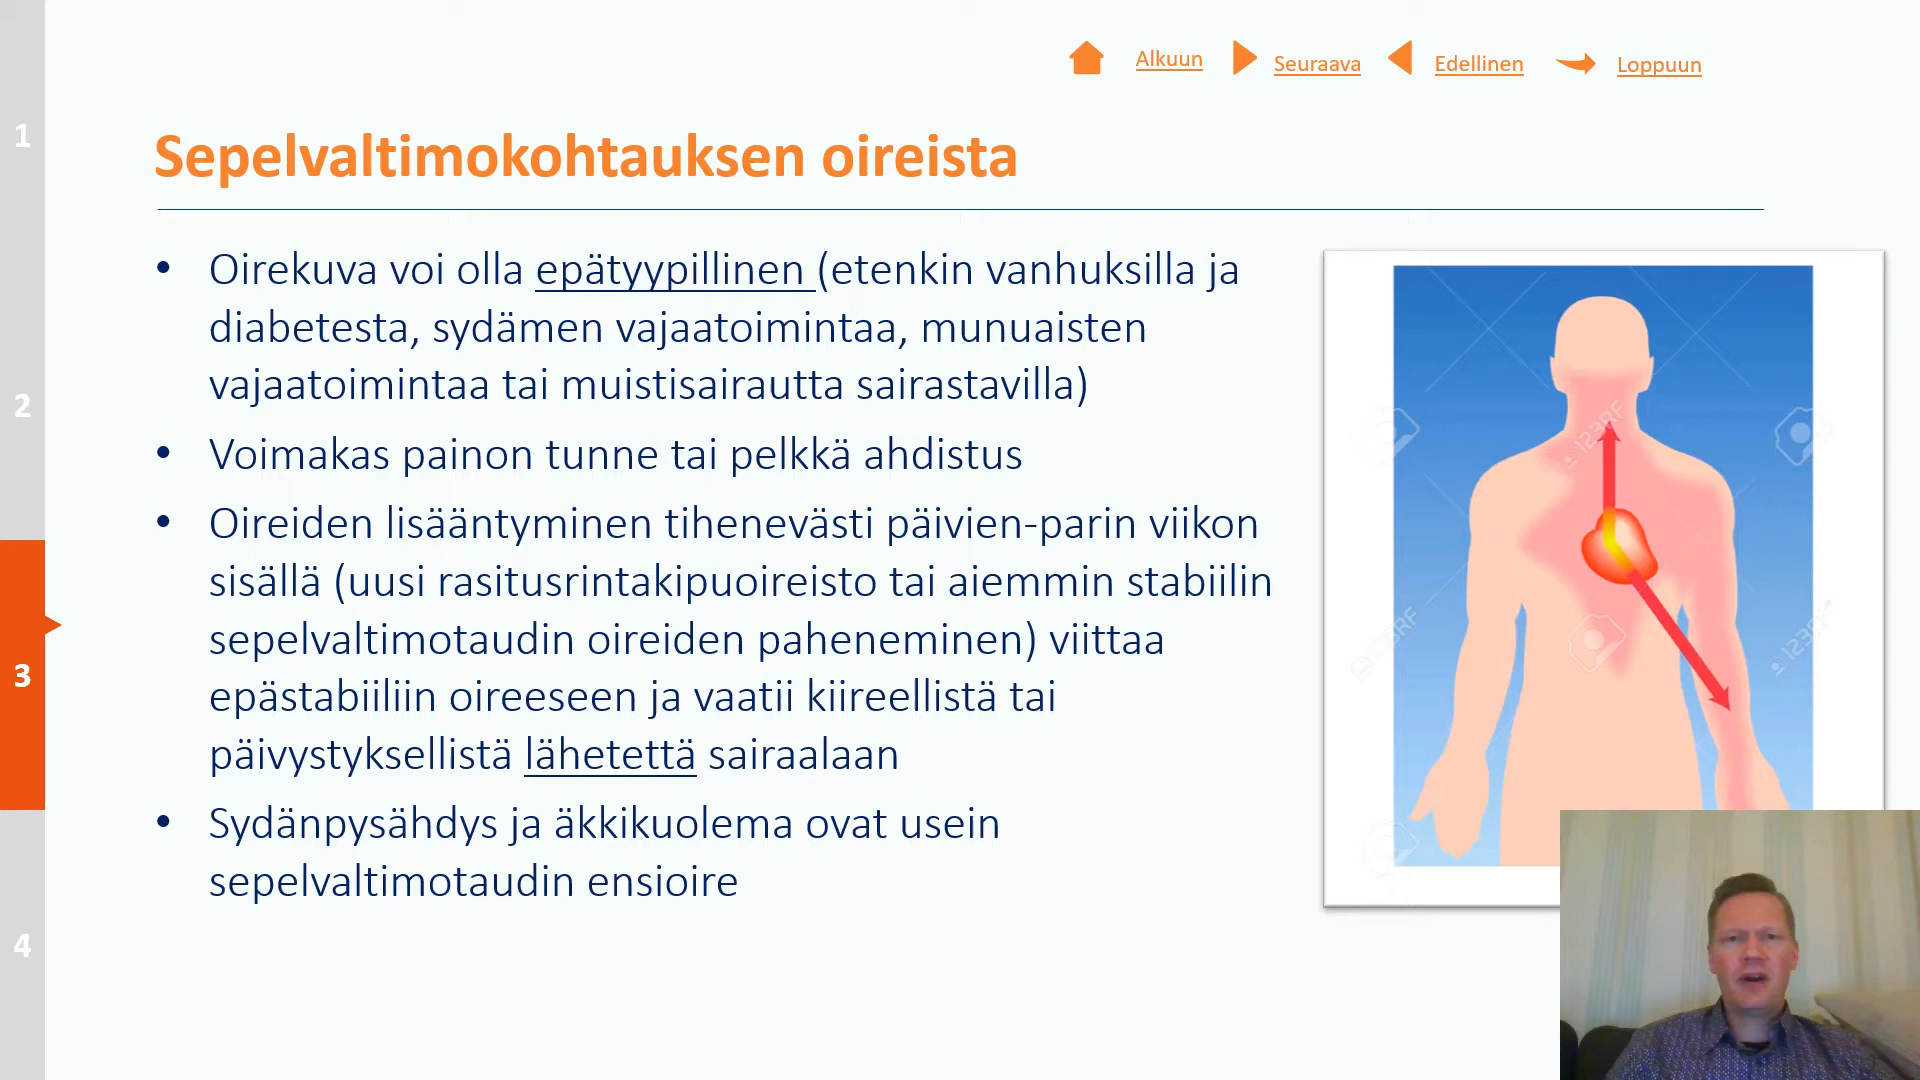 Alkuun
Seuraava
Edellinen
Loppuun
1
2
3
4
Sepelvaltimokohtauksen oireista
• Oirekuva voi olla epätyypillinen (etenkin vanhuksilla ja
diabetesta, sydämen vajaatoimintaa, munuaisten
vajaatoimintaa tai muistisairautta sairastavilla)
• Voimakas painon tunne tai pelkkä ahdistus
• Oireiden lisääntyminen tihenevästi päivien-parin viikon
sisällä (uusi rasitusrintakipuoireisto tai aiemmin stabiilin
sepelvaltimotaudin oireiden paheneminen) viittaa
epästabiiliin oireeseen ja vaatii kiireellistä tai
päivystyksellistä lähetettä sairaalaan
• Sydänpysähdys ja äkkikuolema ovat usein
sepelvaltimotaudin ensioire
123RF
123RF
123RF